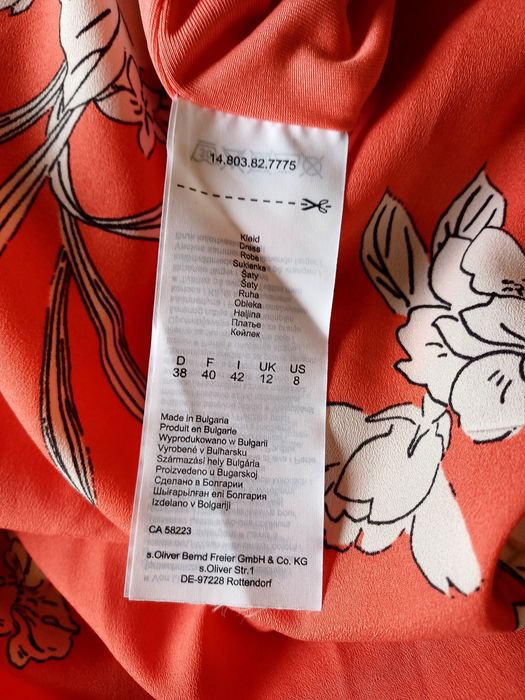 14.803.82.7775
Kleid
Dress
Robe
Sukienka
Šaty
Šaty
Ruha
Obleka
Haljina
Платье
Көйлек
D F I UK US
38 40 42 12 8
Made in Bulgaria
Produit en Bulgarie
Wyprodukowano w Bułgarii
Vyrobené v Bulharsku
Származási hely Bulgária
Proizvedeno u Bugarskoj
Сделано в Болгарии
Шығарылған елі Болгария
Izdelano v Bolgariji
CA 58223
s.Oliver Bernd Freier GmbH & Co. KG
s.Oliver Str.1
DE-97228 Rottendorf